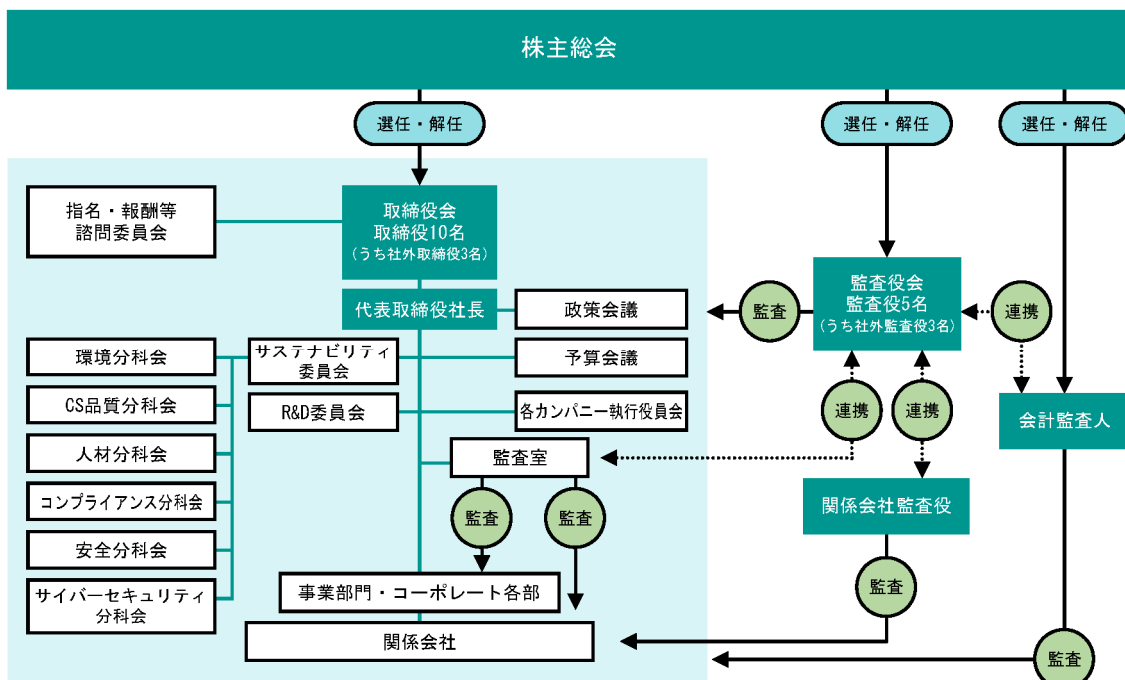 株主総会
選任・解任
選任・解任
選任・解任
指名・報酬等
諮問委員会
取締役会
取締役10名
(うち社外取締役3名)
監査役会
監査役5名
(うち社外監査役3名)
監査
連携
代表取締役社長
政策会議
環境分科会
サステナビリティ
委員会
予算会議
CS品質分科会
R&D委員会
各カンパニー執行役員会
連携
連携
会計監査人
人材分科会
監査室
コンプライアンス分科会
監査
監査
関係会社監査役
安全分科会
サイバーセキュリティ
分科会
事業部門・コーポレート各部
監査
関係会社
監査